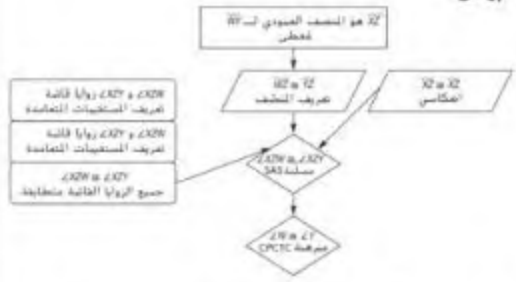 XZ هو المنصف العمودي لـ WY
مُعطى
WZ ≅ YZ
تعريف المنصف
XZ ≅ XZ
انعكاسي
∠XZW و ∠XZY زوايا قائمة
تعريف المستقيمات المتعامدة
∠XZW و ∠XZY زوايا قائمة
تعريف المستقيمات المتعامدة
∠XZW ≅ ∠XZY
جميع الزوايا القائمة متطابقة.
∠XZW ≅ ∠XZY
مسلمة SAS
∠W ≅ ∠Y
مبرهنة CPCTC